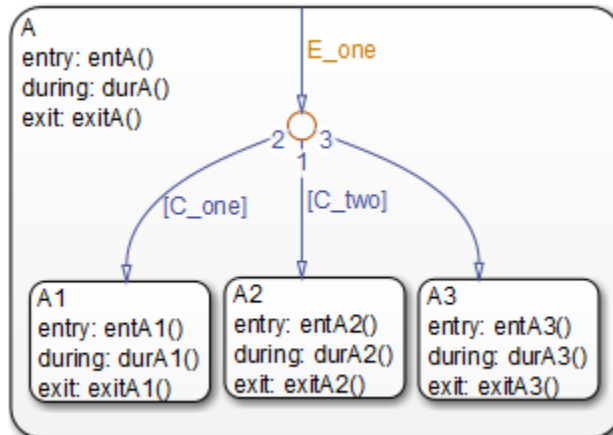 A
entry: entA()
during: durA()
exit: exitA()
E_one
2
1
3
[C_one]
[C_two]
A1
entry: entA1()
during: durA1()
exit: exitA1()
A2
entry: entA2()
during: durA2()
exit: exitA2()
A3
entry: entA3()
during: durA3()
exit: exitA3()